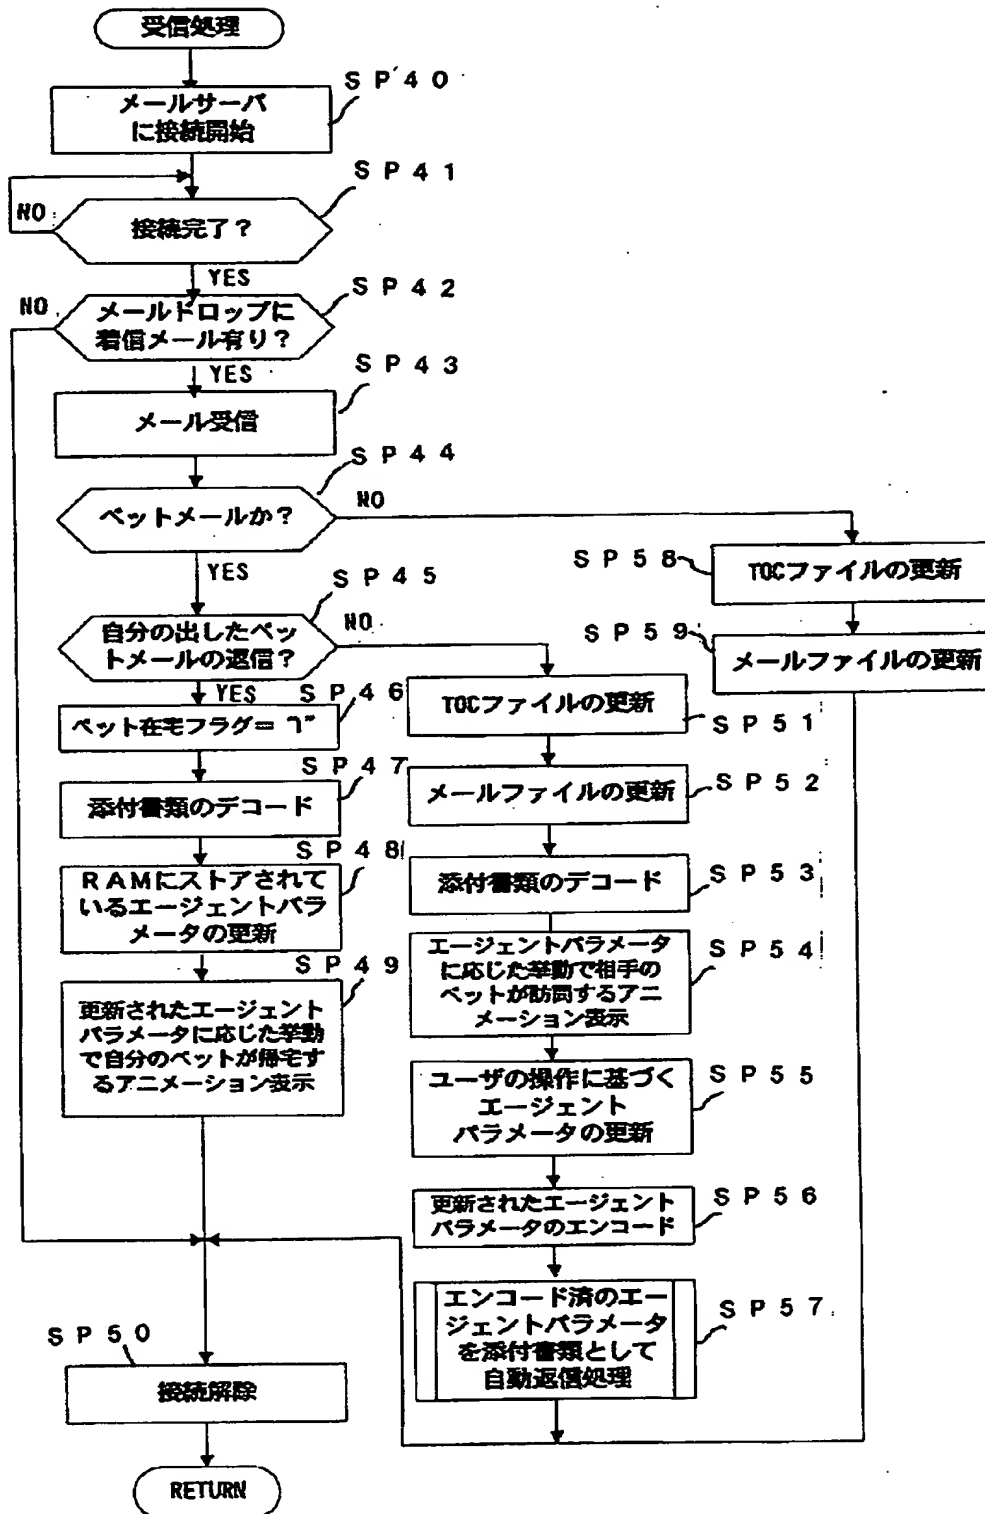 受信処理
SP40
メールサーバ
に接続開始
SP41
NO
接続完了？
YES
SP42
NO
メールドロップに
着信メール有り？
YES
SP43
メール受信
SP44
ペットメールか？
NO
YES
SP45
自分の出したペッ
トメールの返信？
NO
YES
SP46
ペット在宅フラグ＝"1"
SP47
添付書類のデコード
SP48
RAMにストアされて
いるエージェントパラ
メータの更新
SP49
更新されたエージェント
パラメータに応じた挙動
で自分のペットが帰宅す
るアニメーション表示
SP50
接続解除
RETURN
TOCファイルの更新
SP51
メールファイルの更新
SP52
添付書類のデコード
SP53
エージェントパラメータ
に応じた挙動で相手の
ペットが訪問するアニ
メーション表示
SP54
ユーザの操作に基づく
エージェント
パラメータの更新
SP55
更新されたエージェント
パラメータのエンコード
SP56
エンコード済のエー
ジェントパラメータ
を添付書類として
自動返信処理
SP57
SP58
TOCファイルの更新
SP59
メールファイルの更新